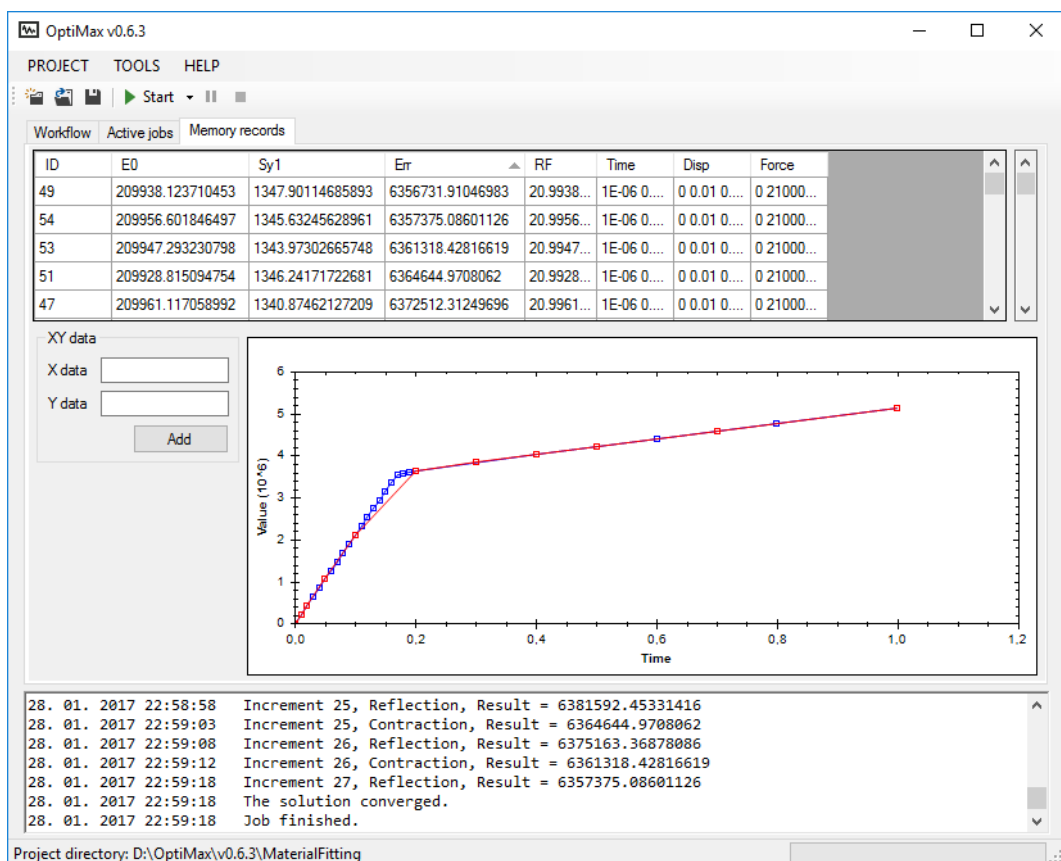 OptiMax v0.6.3
PROJECT TOOLS HELP
Start
Workflow Active jobs Memory records
ID E0 Sy1 Err RF Time Disp Force
49 209938.123710453 1347.90114685893 6356731.91046983 20.9938... 1E-06 0.... 0 0.01 0.... 0 21000...
54 209956.601846497 1345.63245628961 6357375.08601126 20.9956... 1E-06 0.... 0 0.01 0.... 0 21000...
53 209947.293230798 1343.97302665748 6361318.42816619 20.9947... 1E-06 0.... 0 0.01 0.... 0 21000...
51 209928.815094754 1346.24171722681 6364644.9708062 20.9928... 1E-06 0.... 0 0.01 0.... 0 21000...
47 209961.117058992 1340.87462127209 6372512.31249696 20.9961... 1E-06 0.... 0 0.01 0.... 0 21000...
XY data
X data
Y data
Add
Value (10^6)
6
5
4
3
2
1
0
0,0 0,2 0,4 0,6 0,8 1,0 1,2
Time
28. 01. 2017 22:58:58 Increment 25, Reflection, Result = 6381592.45331416
28. 01. 2017 22:59:03 Increment 25, Contraction, Result = 6364644.9708062
28. 01. 2017 22:59:08 Increment 26, Reflection, Result = 6375163.36878086
28. 01. 2017 22:59:12 Increment 26, Contraction, Result = 6361318.42816619
28. 01. 2017 22:59:18 Increment 27, Reflection, Result = 6357375.08601126
28. 01. 2017 22:59:18 The solution converged.
28. 01. 2017 22:59:18 Job finished.
Project directory: D:\OptiMax\v0.6.3\MaterialFitting